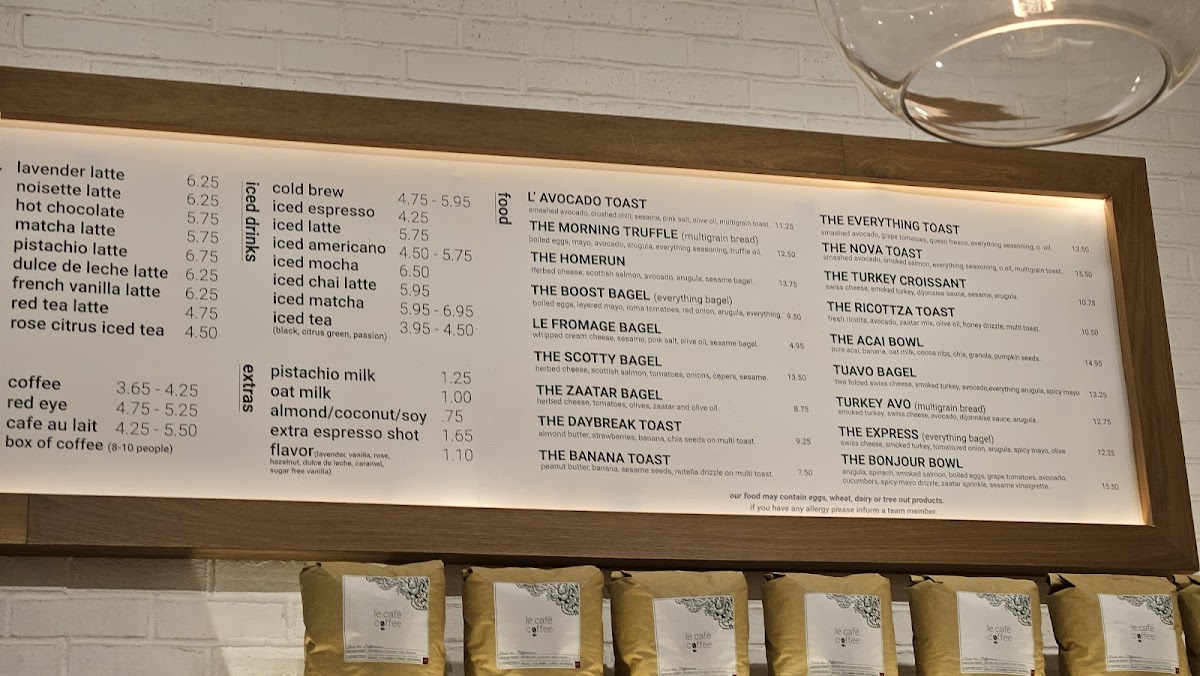 lavender latte 6.25
noisette latte 6.25
hot chocolate 5.75
matcha latte 5.75
pistachio latte 6.75
dulce de leche latte 6.25
french vanilla latte 6.25
red tea latte 4.75
rose citrus iced tea 4.50
coffee 3.65 - 4.25
red eye 4.75 - 5.25
cafe au lait 4.25 - 5.50
box of coffee (8-10 people)
iced drinks
cold brew 4.75 - 5.95
iced espresso 4.25
iced latte 5.75
iced americano 4.50 - 5.75
iced mocha 6.50
iced chai latte 5.95
iced matcha 5.95 - 6.95
iced tea 3.95 - 4.50
(black, citrus green, passion)
extras
pistachio milk 1.25
oat milk 1.00
almond/coconut/soy .75
extra espresso shot 1.65
flavor (lavender, vanilla, rose, 1.10
hazelnut, dulce de leche, caramel,
sugar free vanilla)
food
L' AVOCADO TOAST
smashed avocado, crushed chili, sesame, pink salt, olive oil, multigrain toast. 11.25
THE MORNING TRUFFLE (multigrain bread)
boiled eggs, mayo, avocado, arugula, everything seasoning, truffle oil. 12.50
THE HOMERUN
Herbed cheese, scottish salmon, avocado, arugula, sesame bagel. 13.75
THE BOOST BAGEL (everything bagel)
boiled eggs, layered mayo, roma tomatoes, red onion, arugula, everything. 9.50
LE FROMAGE BAGEL
whipped cream cheese, sesame, pink salt, olive oil, sesame bagel. 4.95
THE SCOTTY BAGEL
herbed cheese, scottish salmon, tomatoes, onions, capers, sesame. 13.50
THE ZAATAR BAGEL
herbed cheese, tomatoes, olives, zaatar and olive oil. 8.75
THE DAYBREAK TOAST
almond butter, strawberries, banana, chia seeds on multi toast. 9.25
THE BANANA TOAST
peanut butter, banana, sesame seeds, nutella drizzle on multi toast. 7.50
THE EVERYTHING TOAST
smashed avocado, grape tomatoes, queso fresco, everything seasoning, o. oil. 13.50
THE NOVA TOAST
smashed avocado, smoked salmon, everything seasoning, o.oil, multigrain toast. 15.50
THE TURKEY CROISSANT
swiss cheese, smoked turkey, dijonaise sauce, sesame, arugula. 10.75
THE RICOTTZA TOAST
fresh ricotta, avocado, zaatar mix, olive oil, honey drizzle, multi toast. 10.50
THE ACAI BOWL
pure acai, banana, oat milk, cocoa nibs, chia, granola, pumpkin seeds. 14.95
TUAVO BAGEL
two folded swiss cheese, smoked turkey, avocado,everything arugula, spicy mayo 13.25
TURKEY AVO (multigrain bread)
smoked turkey, swiss cheese, avocado, dijonnaise sauce, arugula. 12.75
THE EXPRESS (everything bagel)
swiss cheese, smoked turkey, tomato,red onion, arugula, spicy mayo, olive 12.25
THE BONJOUR BOWL
arugula, spinach, smoked salmon, boiled eggs, grape tomatoes, avocado,
cucumbers, spicy mayo drizzle, zaatar sprinkle, sesame vinaigrette. 15.50
our food may contain eggs, wheat, dairy or tree nut products.
if you have any allergy please inform a team member.
le café
coffee
le café
coffee
le café
coffee
le café
coffee
le café
coffee
le café
coffee